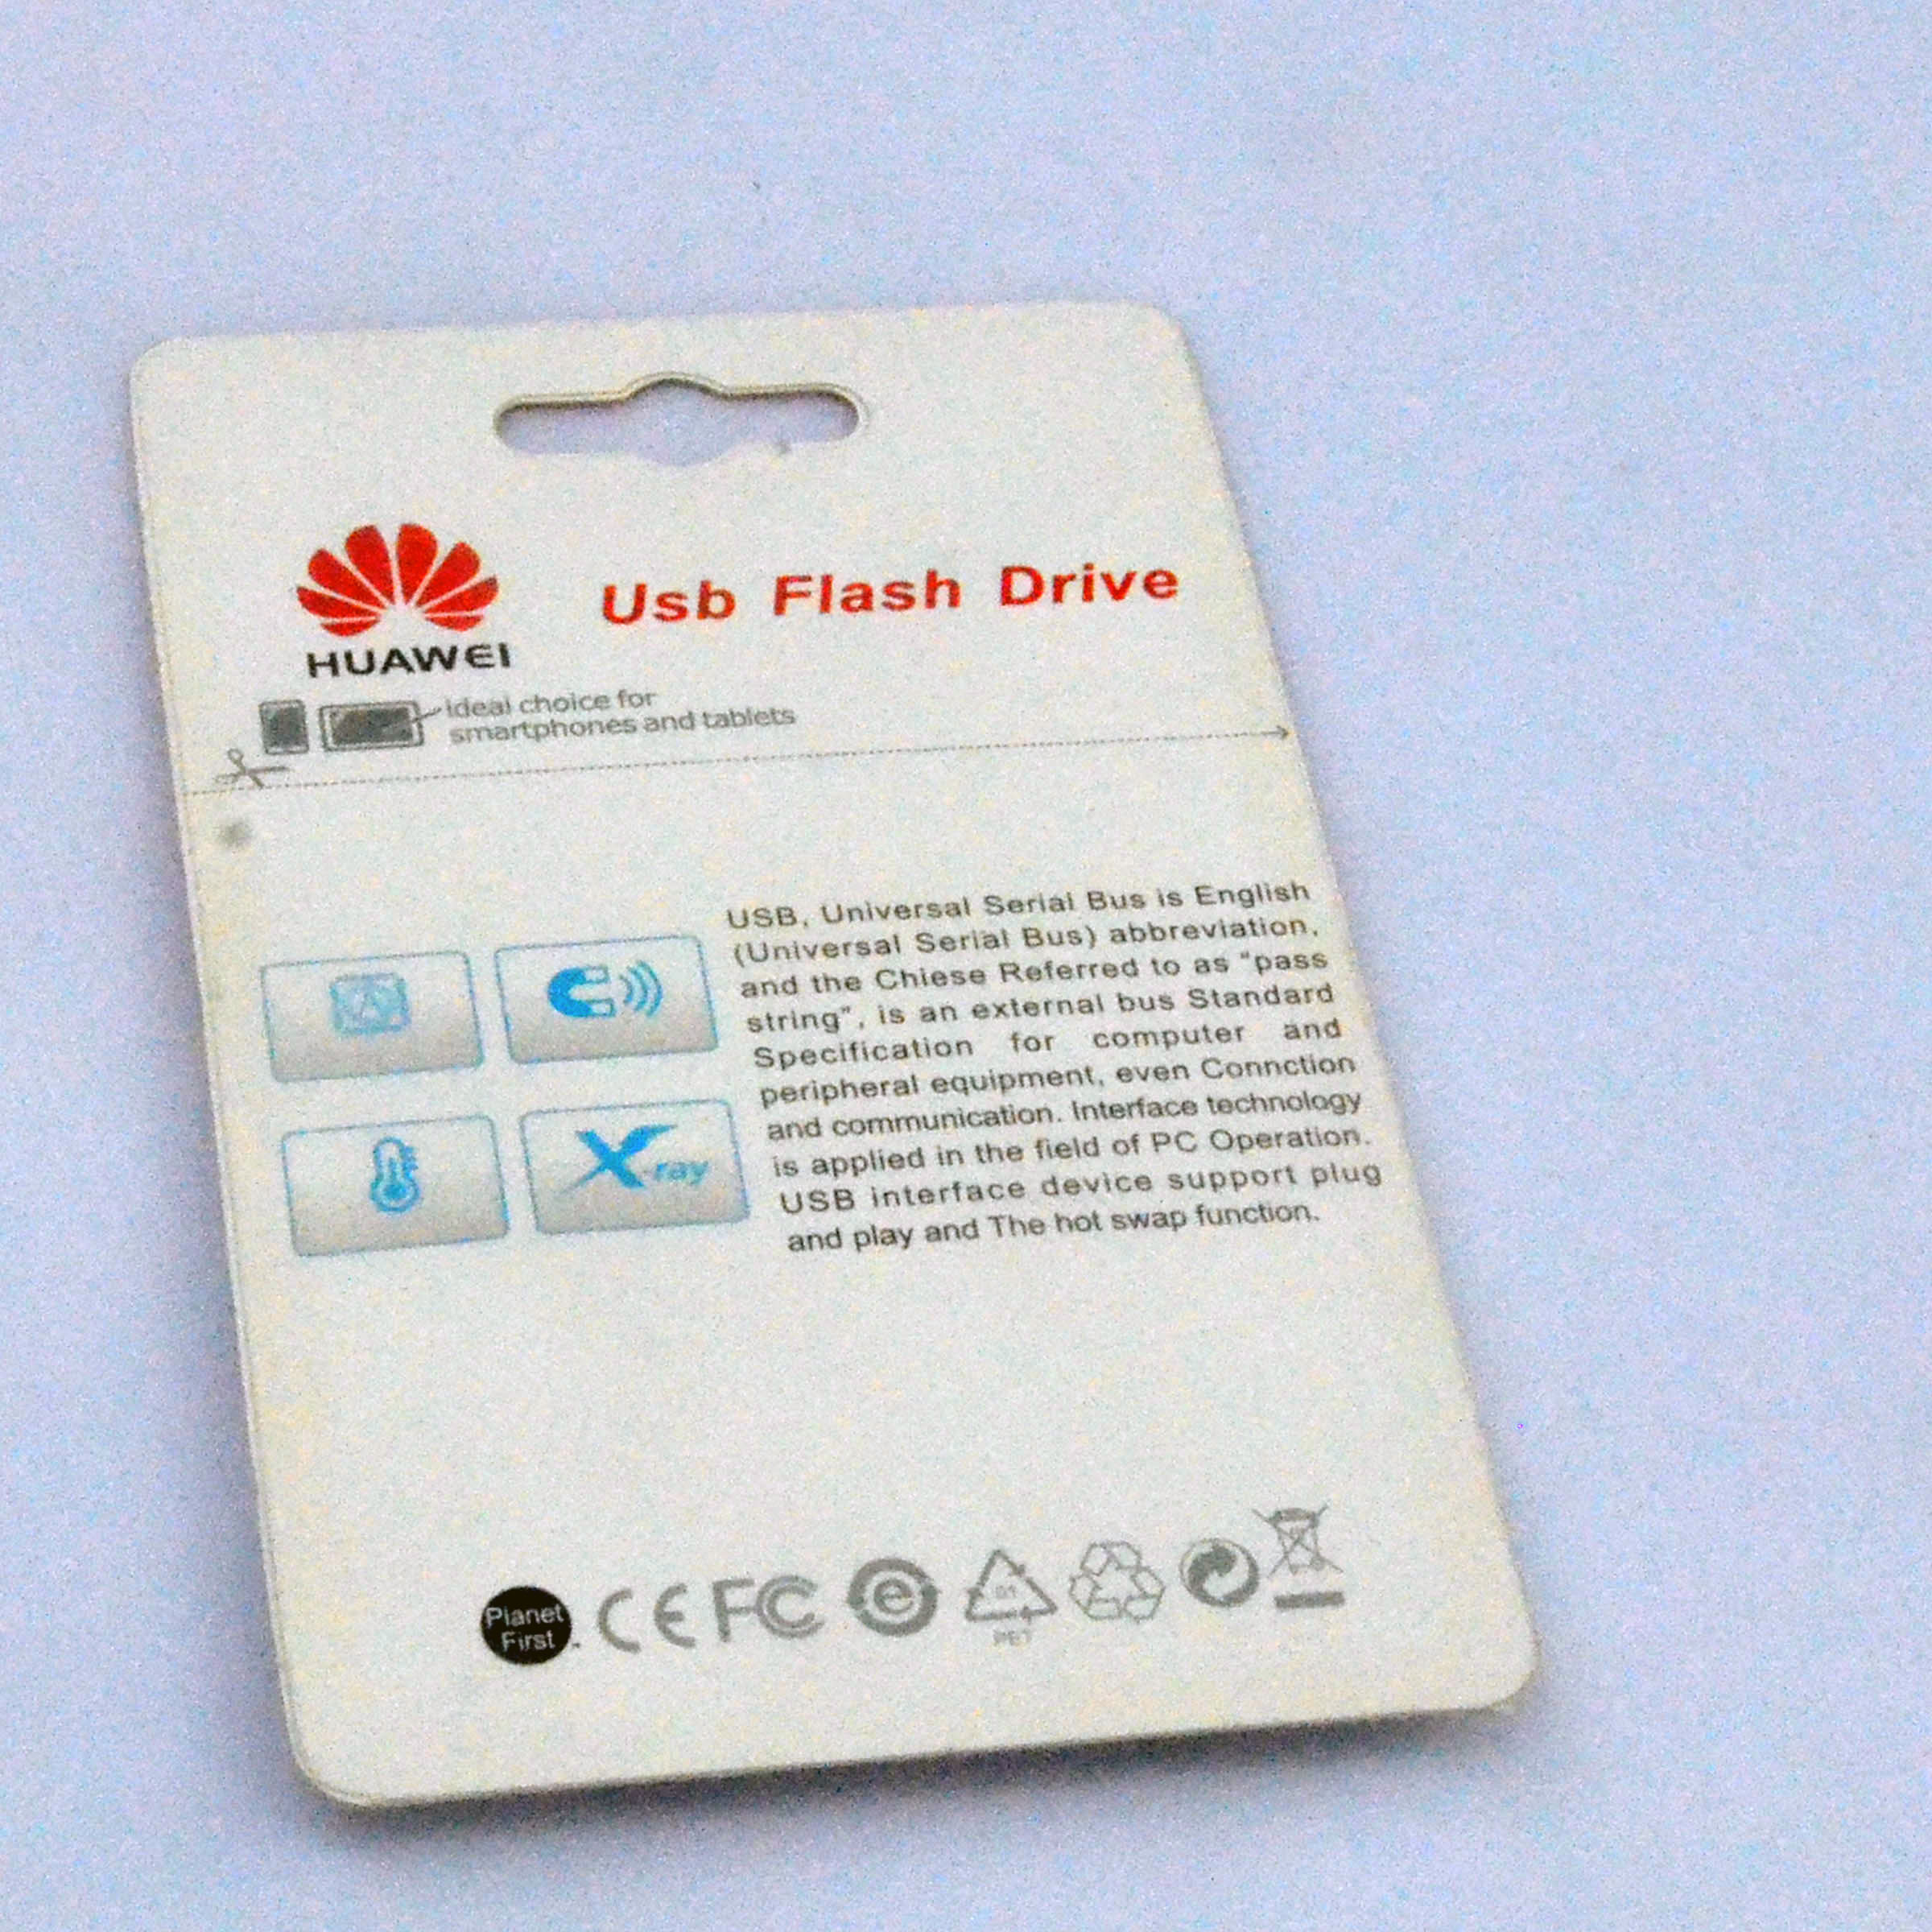 HUAWEI
Usb Flash Drive
ideal choice for
smartphones and tablets
USB, Universal Serial Bus is English
(Universal Serial Bus) abbreviation,
and the Chiese Referred to as "pass
string", is an external bus Standard
Specification for computer and
peripheral equipment, even Connction
and communication. Interface technology
is applied in the field of PC Operation.
USB interface device support plug
and play and The hot swap function.
X-ray
Planet
First
CE FC e
01
PET